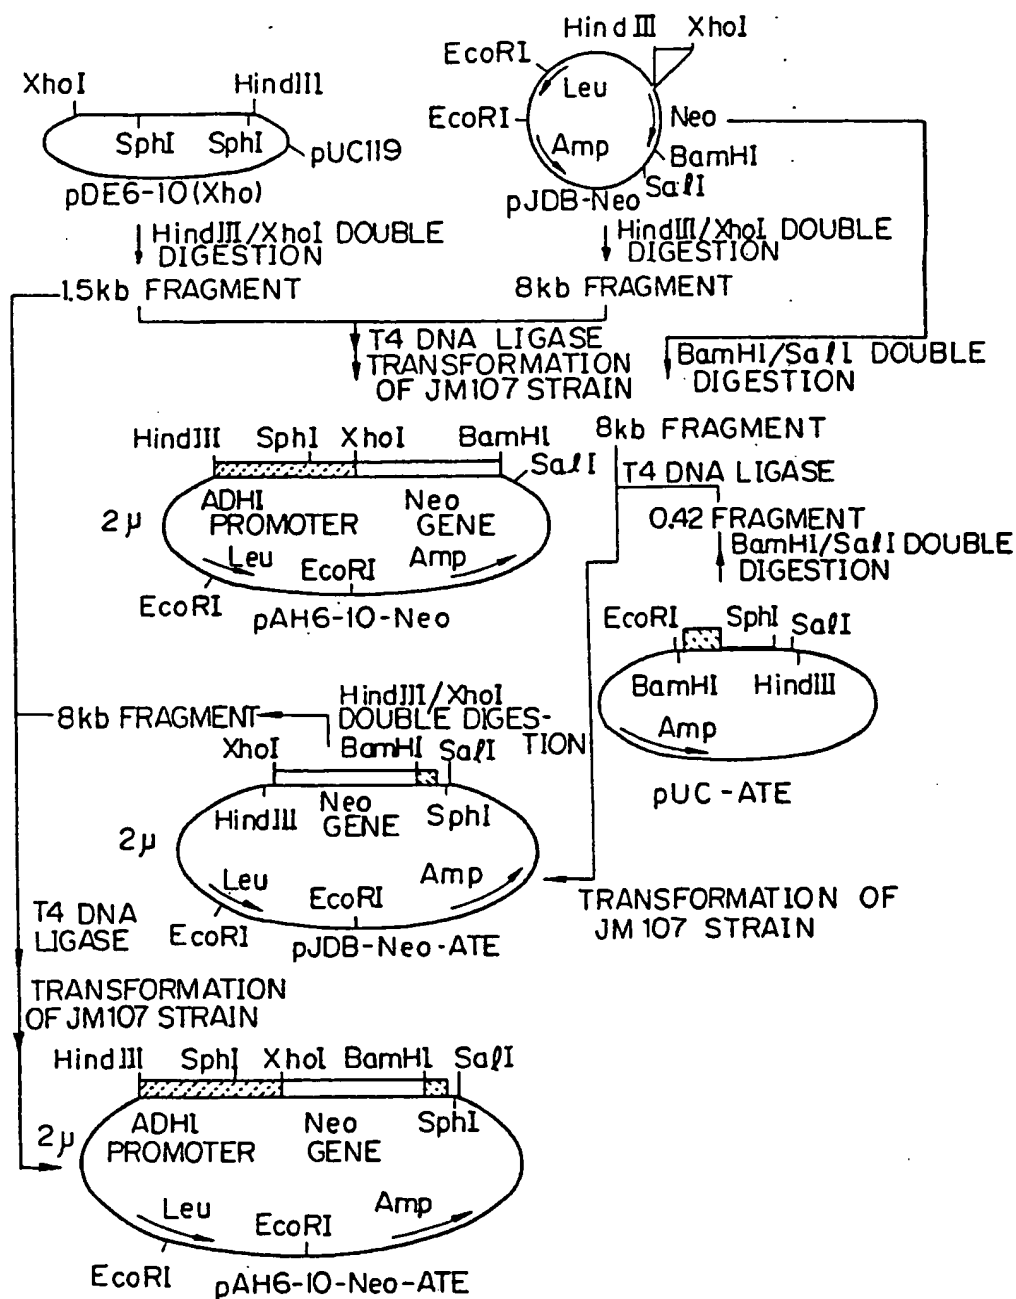 HindIII XhoI
EcoRI
XhoI HindIII
Leu
EcoRI
Neo
SphI SphI
pUC119
Amp
BamHI
pDE6-10(Xho)
SalI
pJDB-Neo
HindIII/XhoI DOUBLE
DIGESTION
HindIII/XhoI DOUBLE
DIGESTION
1.5kb FRAGMENT
8kb FRAGMENT
T4 DNA LIGASE
TRANSFORMATION
OF JM107 STRAIN
BamHI/SalI DOUBLE
DIGESTION
8kb FRAGMENT
HindIII SphI XhoI BamHI
SalI
T4 DNA LIGASE
ADHI
PROMOTER
Neo
GENE
2μ
0.42 FRAGMENT
BamHI/SalI DOUBLE
DIGESTION
Leu
EcoRI
Amp
EcoRI
pAH6-10-Neo
EcoRI SphI SalI
BamHI HindIII
Amp
pUC-ATE
HindIII/XhoI
DOUBLE DIGES-
TION
8kb FRAGMENT
XhoI BamHI SalI
HindIII
Neo
GENE
SphI
2μ
Leu
EcoRI
Amp
EcoRI
pJDB-Neo-ATE
TRANSFORMATION OF
JM107 STRAIN
T4 DNA
LIGASE
TRANSFORMATION
OF JM107 STRAIN
HindIII SphI XhoI BamHI SalI
ADHI
PROMOTER
Neo
GENE
SphI
2μ
Leu
EcoRI
Amp
EcoRI
pAH6-10-Neo-ATE